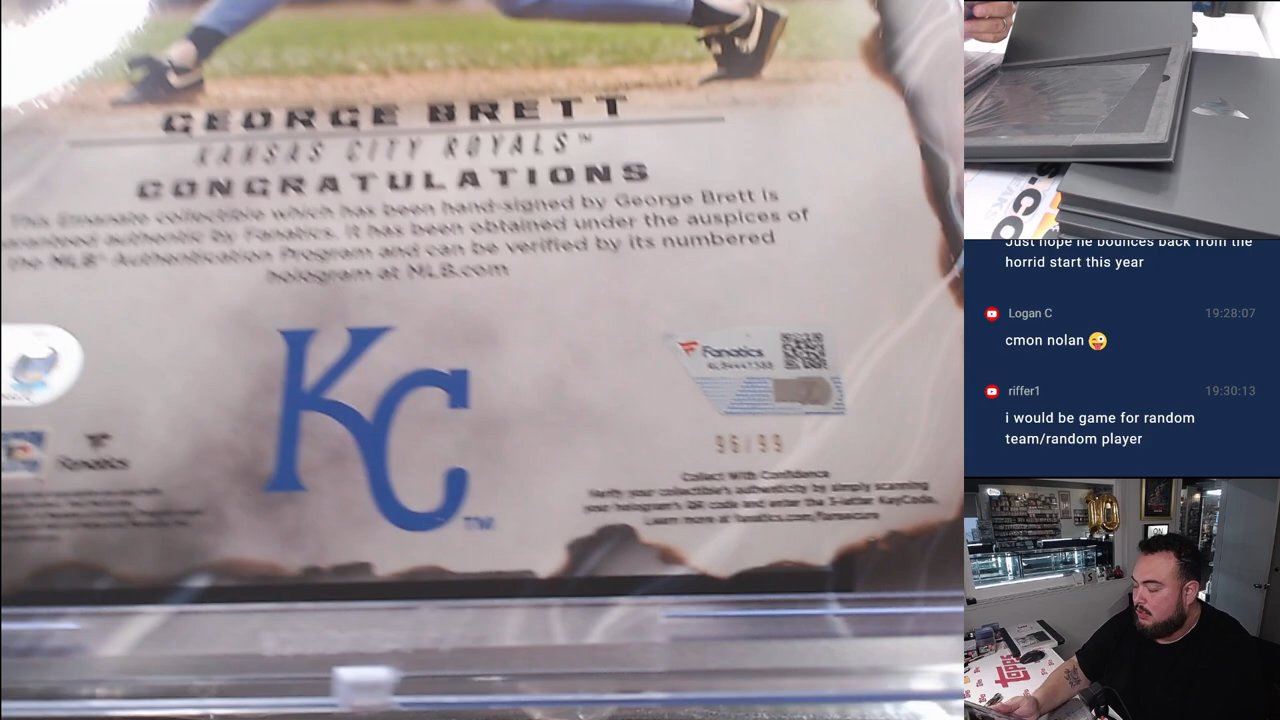 GEORGE BRETT
KANSAS CITY ROYALS™
CONGRATULATIONS
This collectible which has been hand-signed by George Brett is
authentic by Fanatics. It has been obtained under the auspices of
the MLB® Authentication Program and can be verified by its numbered
hologram at MLB.com
KC
TM
Fanatics
96/99
Fanatics
Collect With Confidence
Verify your collectible's authenticity by simply scanning
your hologram's QR code and enter the 3-letter KeyCode.
Learn more at
Just hope he bounces back from the
horrid start this year
Logan C 19:28:07
cmon nolan 😜
riffer1 19:30:13
i would be game for random
team/random player
10
ON
topps